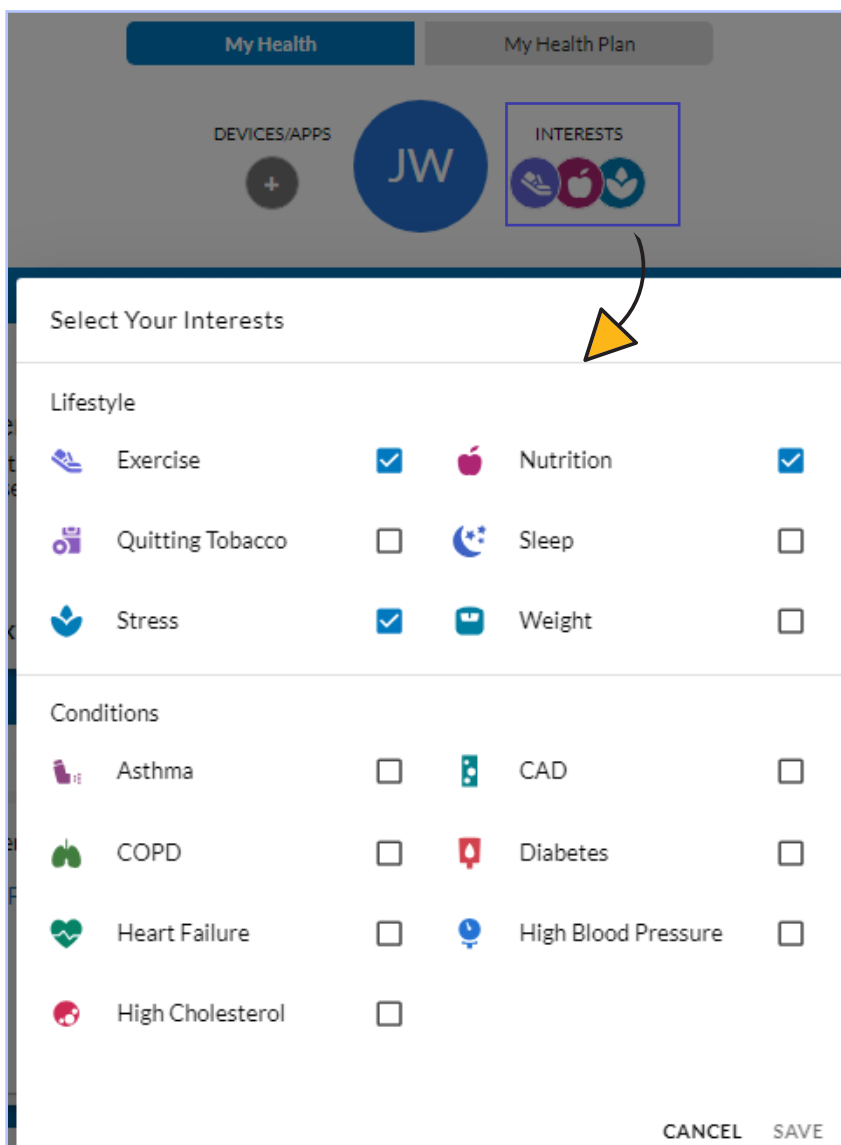 My Health My Health Plan
DEVICES/APPS JW INTERESTS
Select Your Interests
Lifestyle
Exercise Nutrition
Quitting Tobacco Sleep
Stress Weight
Conditions
Asthma CAD
COPD Diabetes
Heart Failure High Blood Pressure
High Cholesterol
CANCEL SAVE